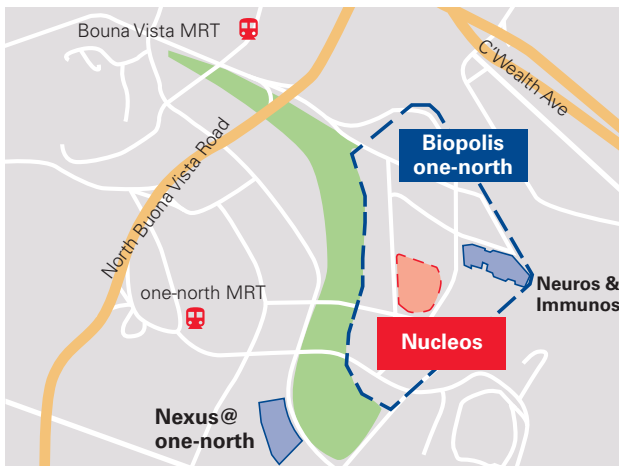 Bouna Vista MRT
C'Wealth Ave
Biopolis
one-north
North Buona Vista Road
Neuros &
Immunos
one-north MRT
Nucleos
Nexus@
one-north